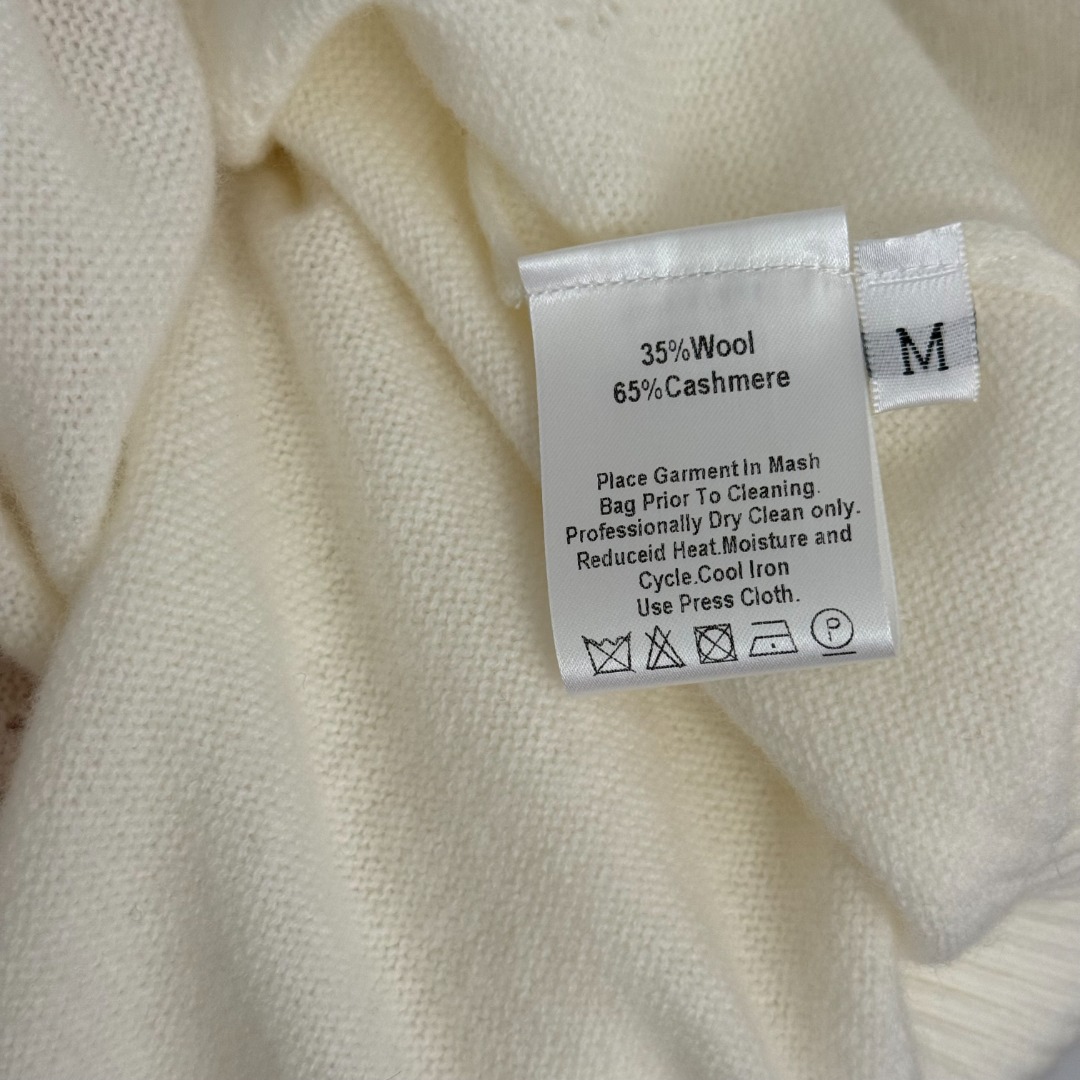 35%Wool
65%Cashmere
M
Place Garment In Mash
Bag Prior To Cleaning.
Professionally Dry Clean only.
Reduceid Heat.Moisture and
Cycle.Cool Iron
Use Press Cloth.
P